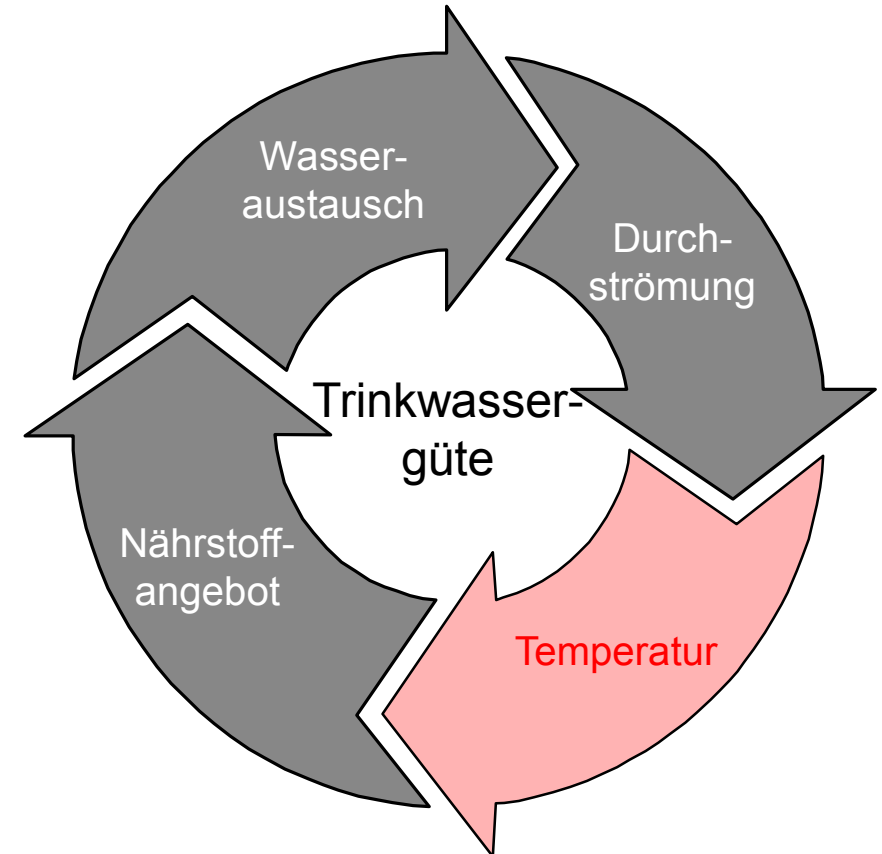 Wasser-
austausch
Durch-
strömung
Trinkwasser-
güte
Nährstoff-
angebot
Temperatur